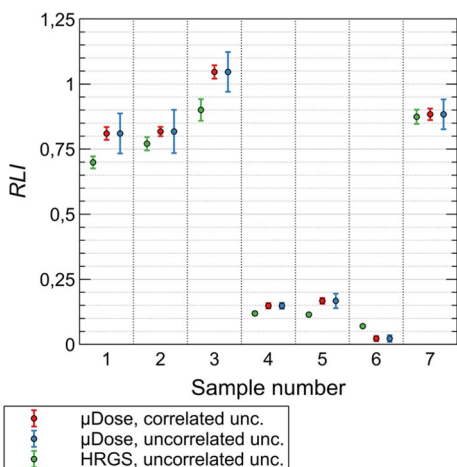 1,25
1
0,75
0,5
0,25
0
RLI
1 2 3 4 5 6 7
Sample number
µDose, correlated unc.
µDose, uncorrelated unc.
HRGS, uncorrelated unc.